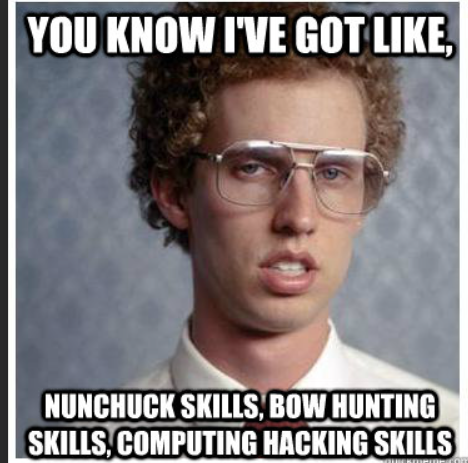 YOU KNOW I'VE GOT LIKE,
NUNCHUCK SKILLS, BOW HUNTING
SKILLS, COMPUTING HACKING SKILLS